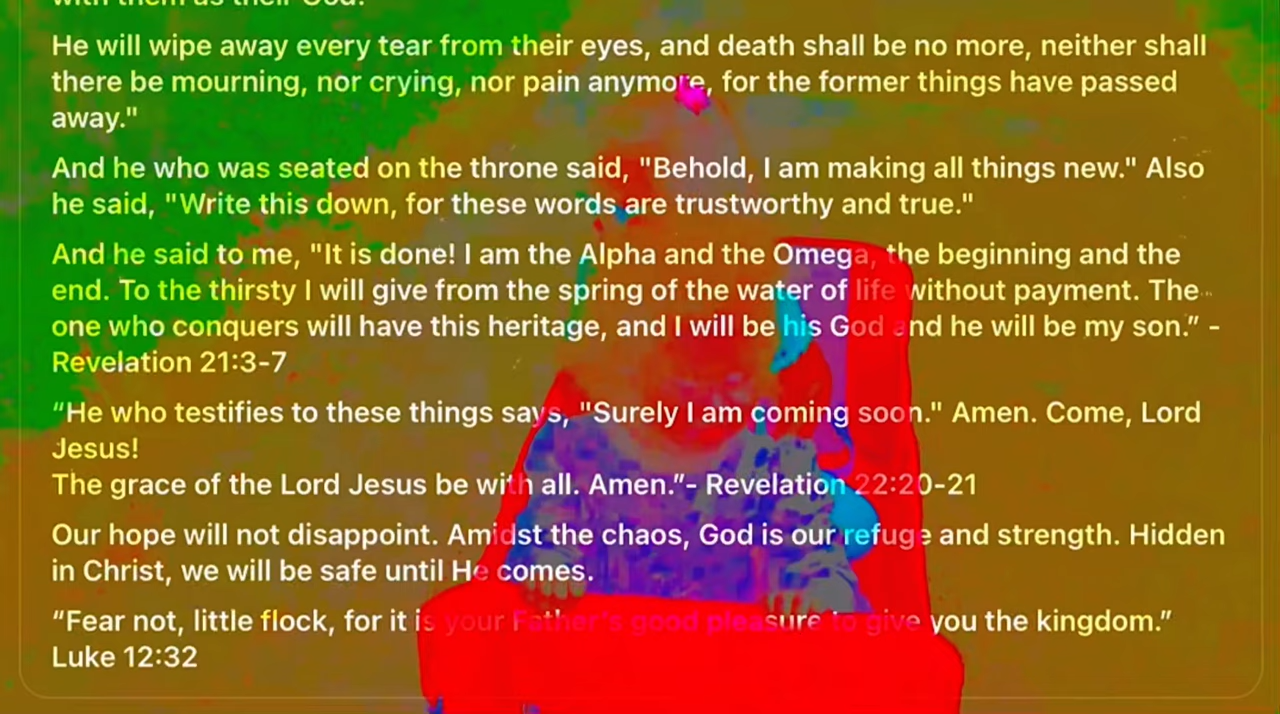 with them as their God.
He will wipe away every tear from their eyes, and death shall be no more, neither shall
there be mourning, nor crying, nor pain anymore, for the former things have passed
away."
And he who was seated on the throne said, "Behold, I am making all things new." Also
he said, "Write this down, for these words are trustworthy and true."
And he said to me, "It is done! I am the Alpha and the Omega, the beginning and the
end. To the thirsty I will give from the spring of the water of life without payment. The
one who conquers will have this heritage, and I will be his God and he will be my son.” -
Revelation 21:3-7
“He who testifies to these things says, "Surely I am coming soon." Amen. Come, Lord
Jesus!
The grace of the Lord Jesus be with all. Amen.”- Revelation 22:20-21
Our hope will not disappoint. Amidst the chaos, God is our refuge and strength. Hidden
in Christ, we will be safe until He comes.
“Fear not, little flock, for it is your Father's good pleasure to give you the kingdom.”
Luke 12:32